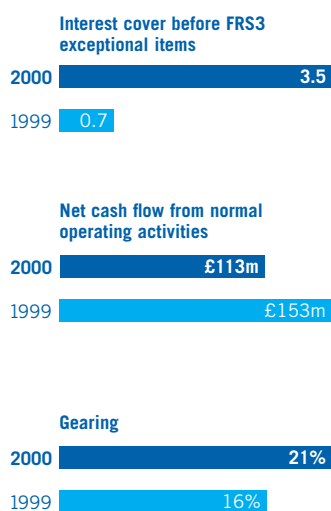 Interest cover before FRS3
exceptional items
2000 3.5
1999 0.7
Net cash flow from normal
operating activities
2000 £113m
1999 £153m
Gearing
2000 21%
1999 16%